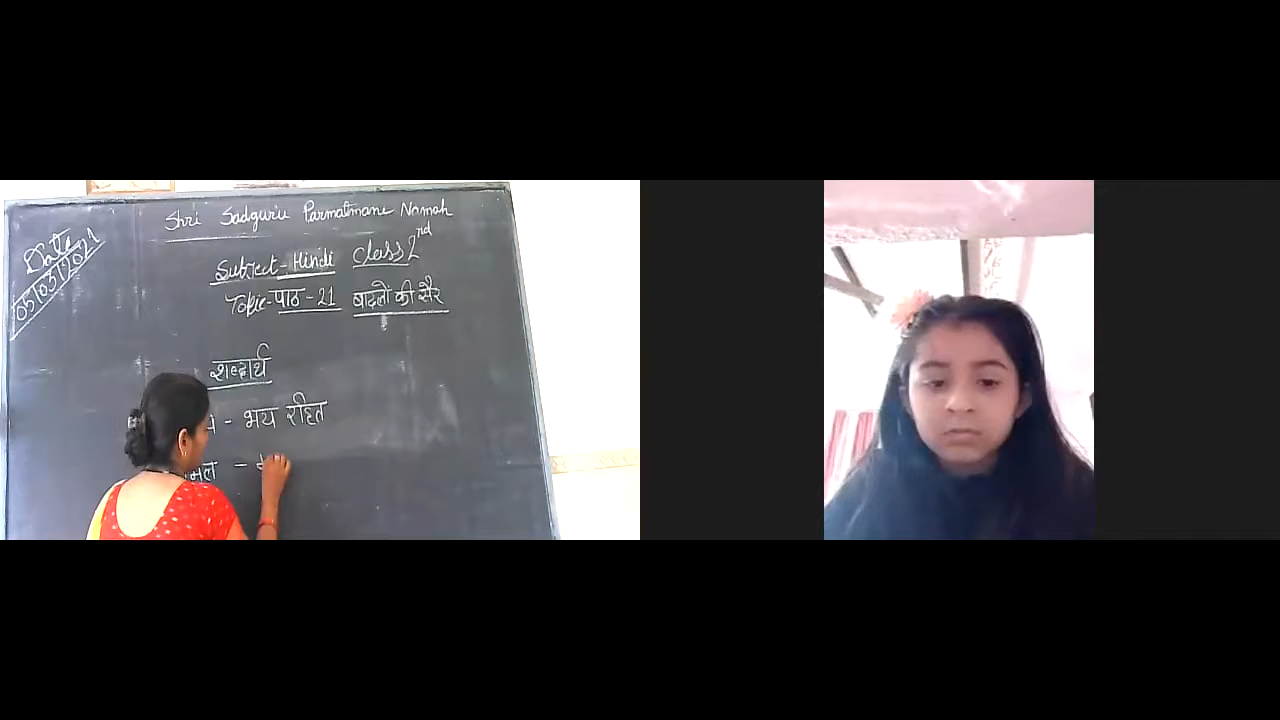 Shri Sadguru Parmatmane Namah
Date
05/03/2021
Subject - Hindi Class 2nd
Topic - पाठ - 21 बादलों की सैर
शब्दार्थ
- भय रहित